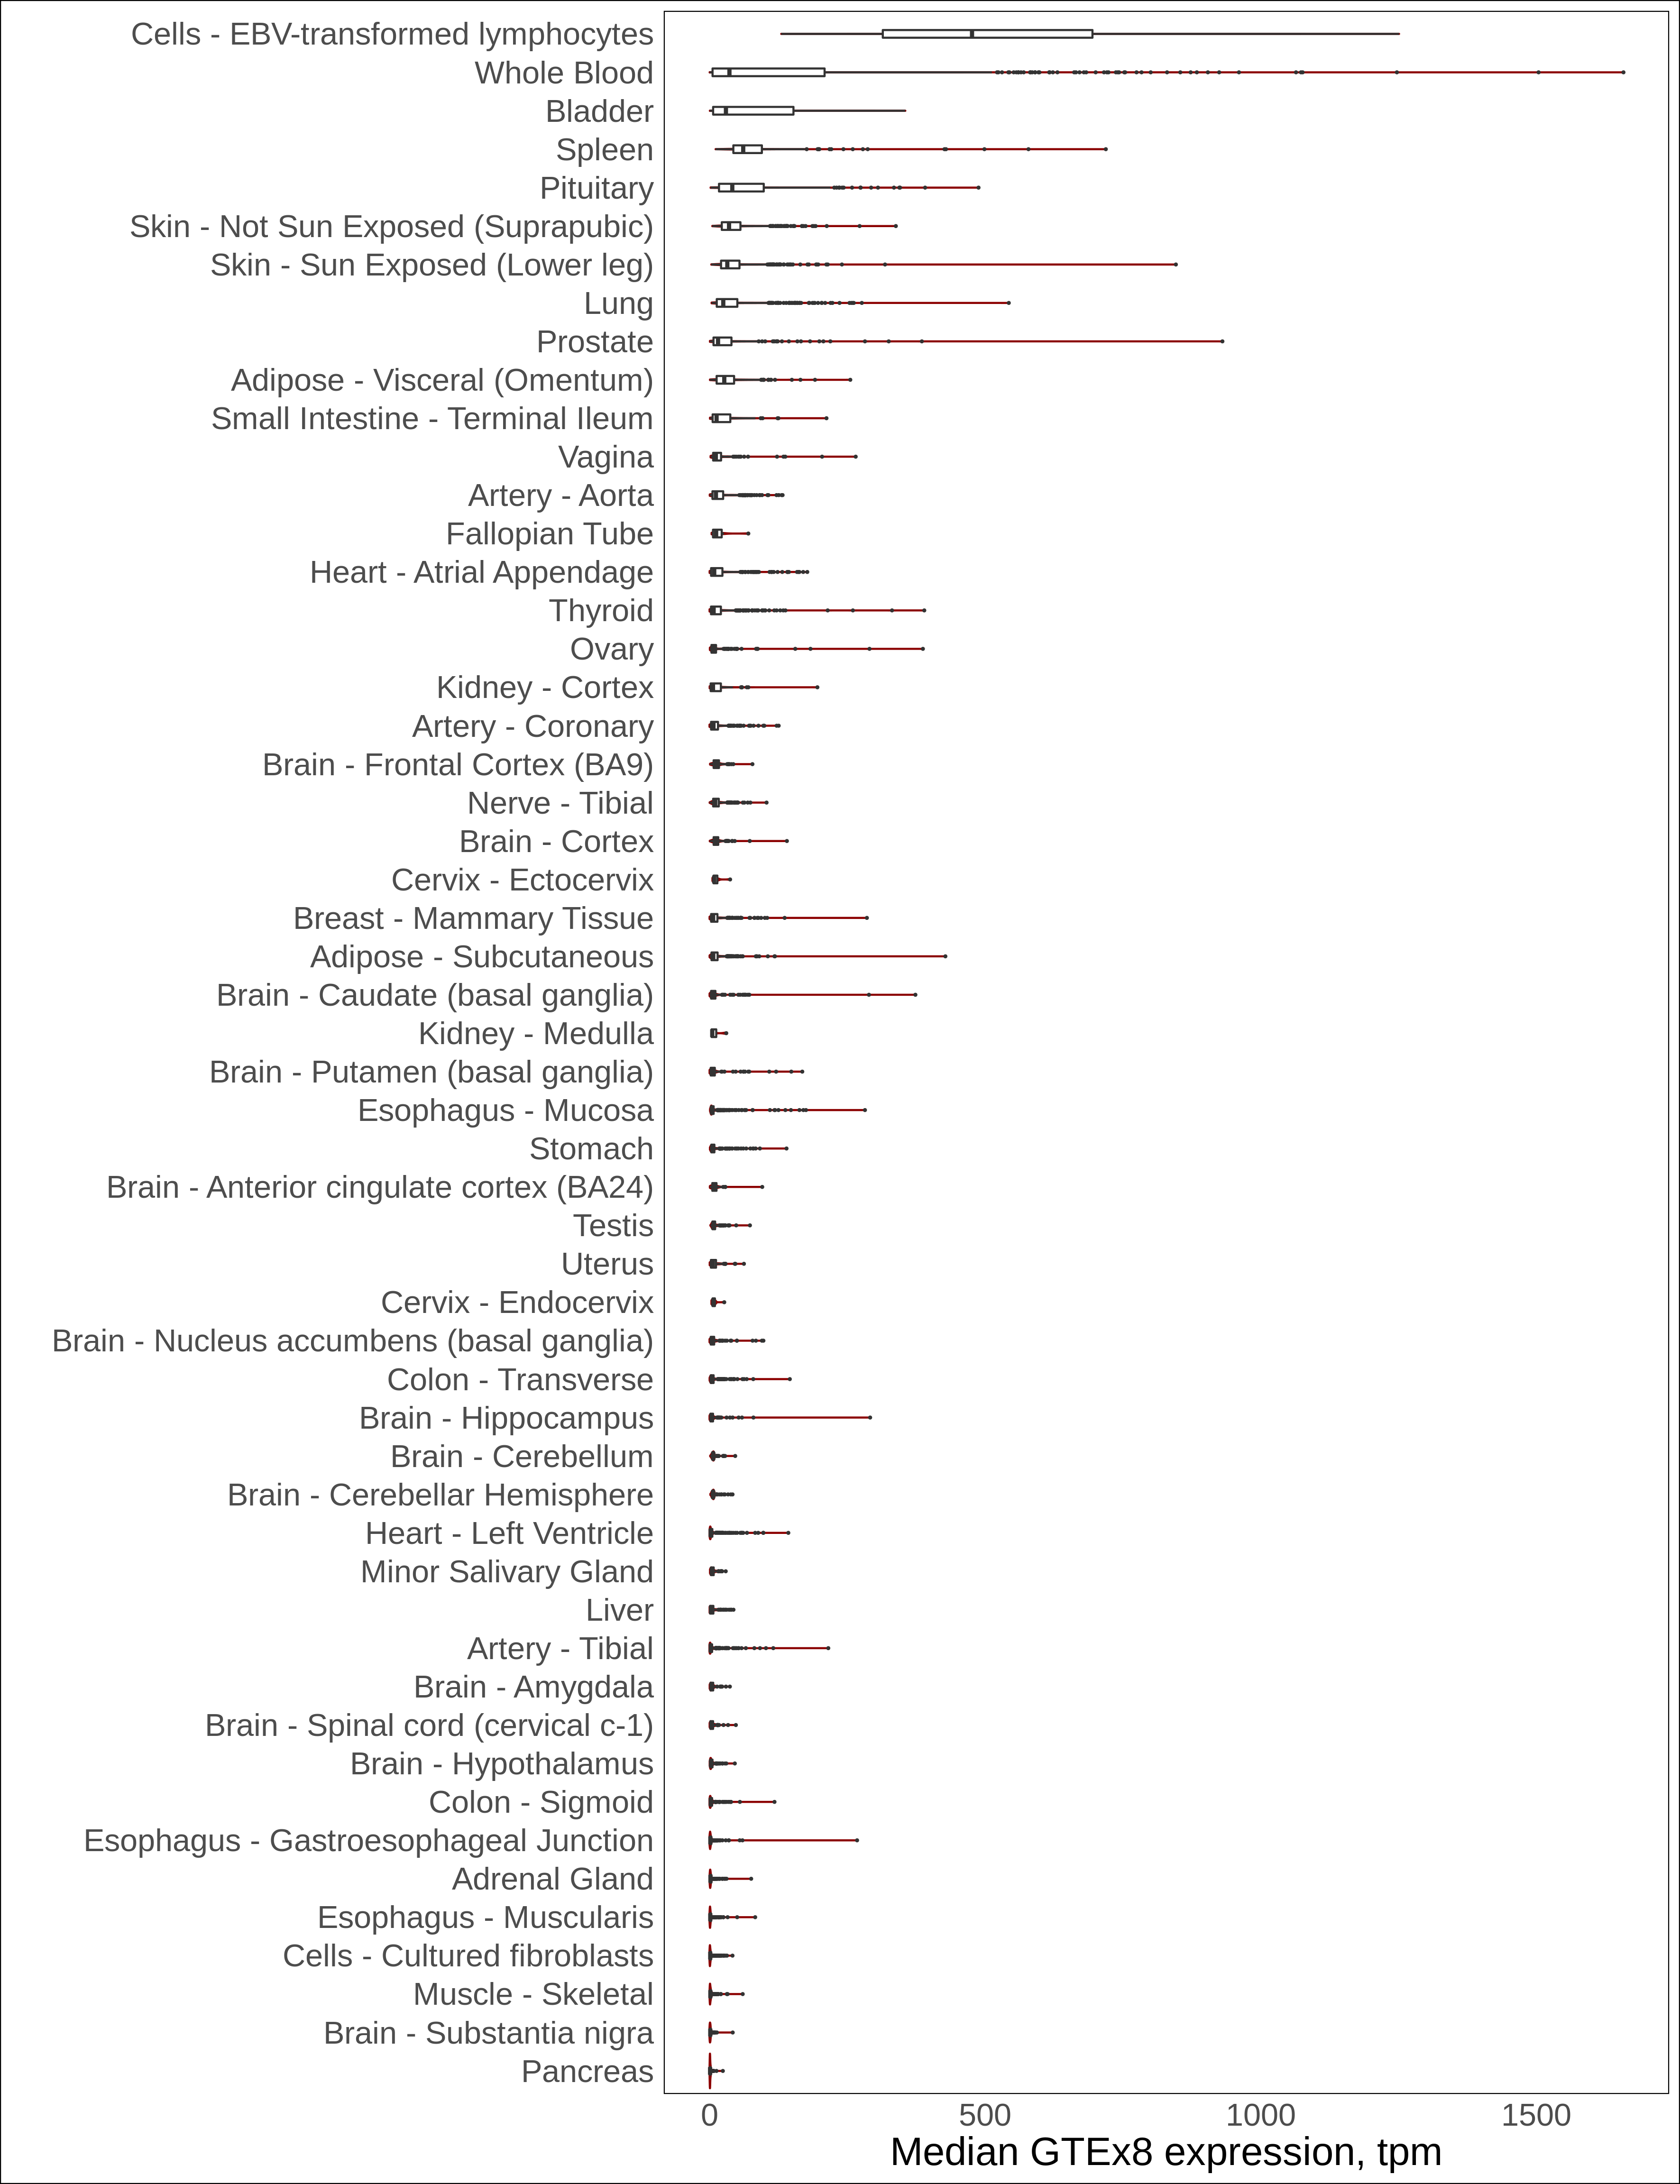 Cells - EBV-transformed lymphocytes
Whole Blood
Bladder
Spleen
Pituitary
Skin - Not Sun Exposed (Suprapubic)
Skin - Sun Exposed (Lower leg)
Lung
Prostate
Adipose - Visceral (Omentum)
Small Intestine - Terminal Ileum
Vagina
Artery - Aorta
Fallopian Tube
Heart - Atrial Appendage
Thyroid
Ovary
Kidney - Cortex
Artery - Coronary
Brain - Frontal Cortex (BA9)
Nerve - Tibial
Brain - Cortex
Cervix - Ectocervix
Breast - Mammary Tissue
Adipose - Subcutaneous
Brain - Caudate (basal ganglia)
Kidney - Medulla
Brain - Putamen (basal ganglia)
Esophagus - Mucosa
Stomach
Brain - Anterior cingulate cortex (BA24)
Testis
Uterus
Cervix - Endocervix
Brain - Nucleus accumbens (basal ganglia)
Colon - Transverse
Brain - Hippocampus
Brain - Cerebellum
Brain - Cerebellar Hemisphere
Heart - Left Ventricle
Minor Salivary Gland
Liver
Artery - Tibial
Brain - Amygdala
Brain - Spinal cord (cervical c-1)
Brain - Hypothalamus
Colon - Sigmoid
Esophagus - Gastroesophageal Junction
Adrenal Gland
Esophagus - Muscularis
Cells - Cultured fibroblasts
Muscle - Skeletal
Brain - Substantia nigra
Pancreas
0 500 1000 1500
Median GTEx8 expression, tpm